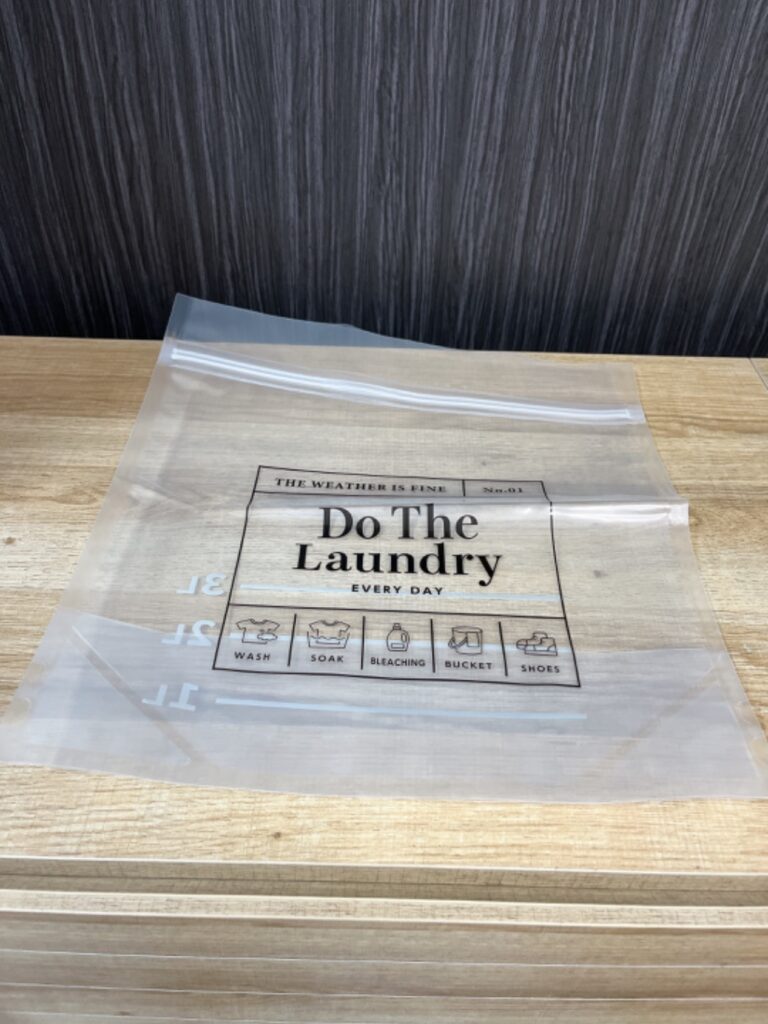 THE WEATHER IS FINE No.01
Do The
Laundry
EVERY DAY
3L
2L
1L
WASH SOAK BLEACHING BUCKET SHOES